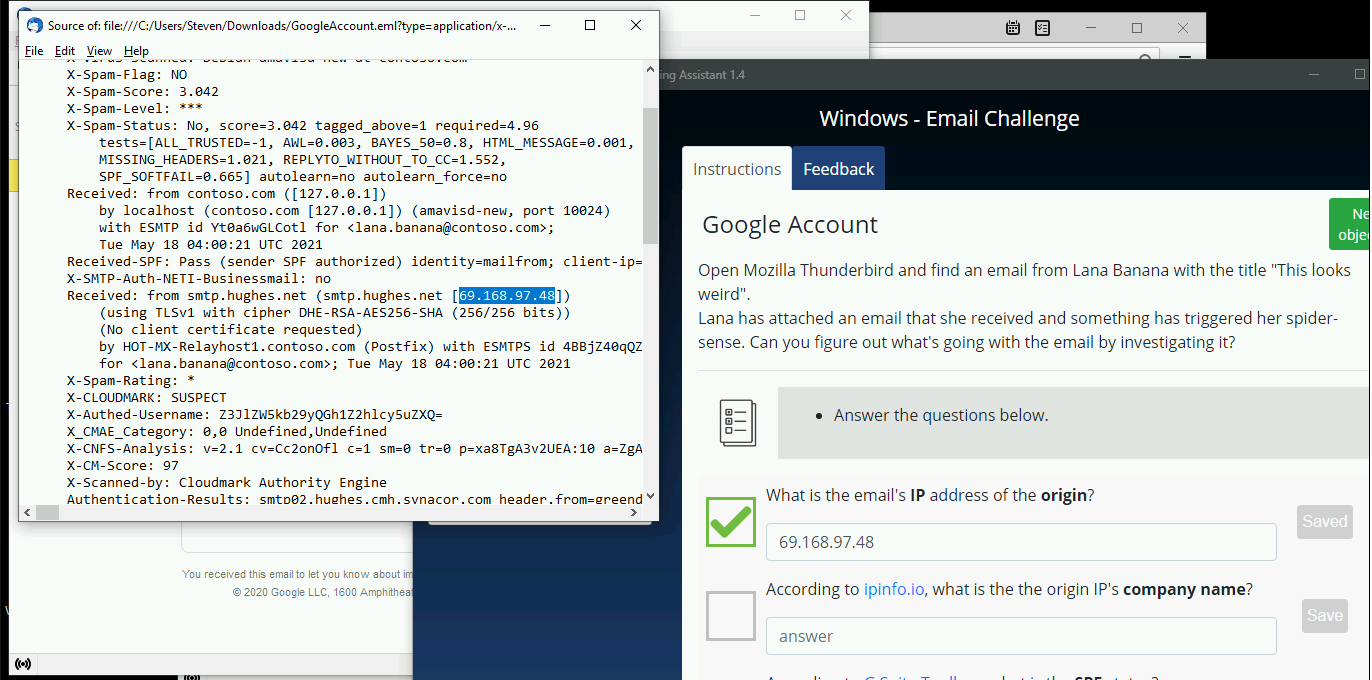 Source of: file:///C:/Users/Steven/Downloads/GoogleAccount.eml?type=application/x-...
File Edit View Help
X-Virus-Scanned: Debian amavisd-new at contoso.com
X-Spam-Flag: NO
X-Spam-Score: 3.042
X-Spam-Level: ***
X-Spam-Status: No, score=3.042 tagged_above=1 required=4.96
tests=[ALL_TRUSTED=-1, AWL=0.003, BAYES_50=0.8, HTML_MESSAGE=0.001,
MISSING_HEADERS=1.021, REPLYTO_WITHOUT_TO_CC=1.552,
SPF_SOFTFAIL=0.665] autolearn=no autolearn_force=no
Received: from contoso.com ([127.0.0.1])
by localhost (contoso.com [127.0.0.1]) (amavisd-new, port 10024)
with ESMTP id Yt0a6wGLCotl for <lana.banana@contoso.com>;
Tue May 18 04:00:21 UTC 2021
Received-SPF: Pass (sender SPF authorized) identity=mailfrom; client-ip=
X-SMTP-Auth-NETI-Businessmail: no
Received: from smtp.hughes.net (smtp.hughes.net [69.168.97.48])
(using TLSv1 with cipher DHE-RSA-AES256-SHA (256/256 bits))
(No client certificate requested)
by HOT-MX-Relayhost1.contoso.com (Postfix) with ESMTPS id 4BBjZ40qQZ
for <lana.banana@contoso.com>; Tue May 18 04:00:21 UTC 2021
X-Spam-Rating: *
X-CLOUDMARK: SUSPECT
X-Authed-Username: Z3JlZW5kb29yQGh1Z2hlcy5uZXQ=
X_CMAE_Category: 0,0 Undefined,Undefined
X-CNFS-Analysis: v=2.1 cv=Cc2onOfl c=1 sm=0 tr=0 p=xa8TgA3v2UEA:10 a=ZgA
X-CM-Score: 97
X-Scanned-by: Cloudmark Authority Engine
Authentication-Results: smtp02.hughes.cmh.synacor.com header.from=greend
You received this email to let you know about im
© 2020 Google LLC, 1600 Amphitheat
ing Assistant 1.4
Windows - Email Challenge
Instructions
Feedback
Google Account
Ne
obje
Open Mozilla Thunderbird and find an email from Lana Banana with the title "This looks
weird".
Lana has attached an email that she received and something has triggered her spider-
sense. Can you figure out what's going with the email by investigating it?
• Answer the questions below.
What is the email's IP address of the origin?
69.168.97.48
Saved
According to ipinfo.io, what is the the origin IP's company name?
answer
Save